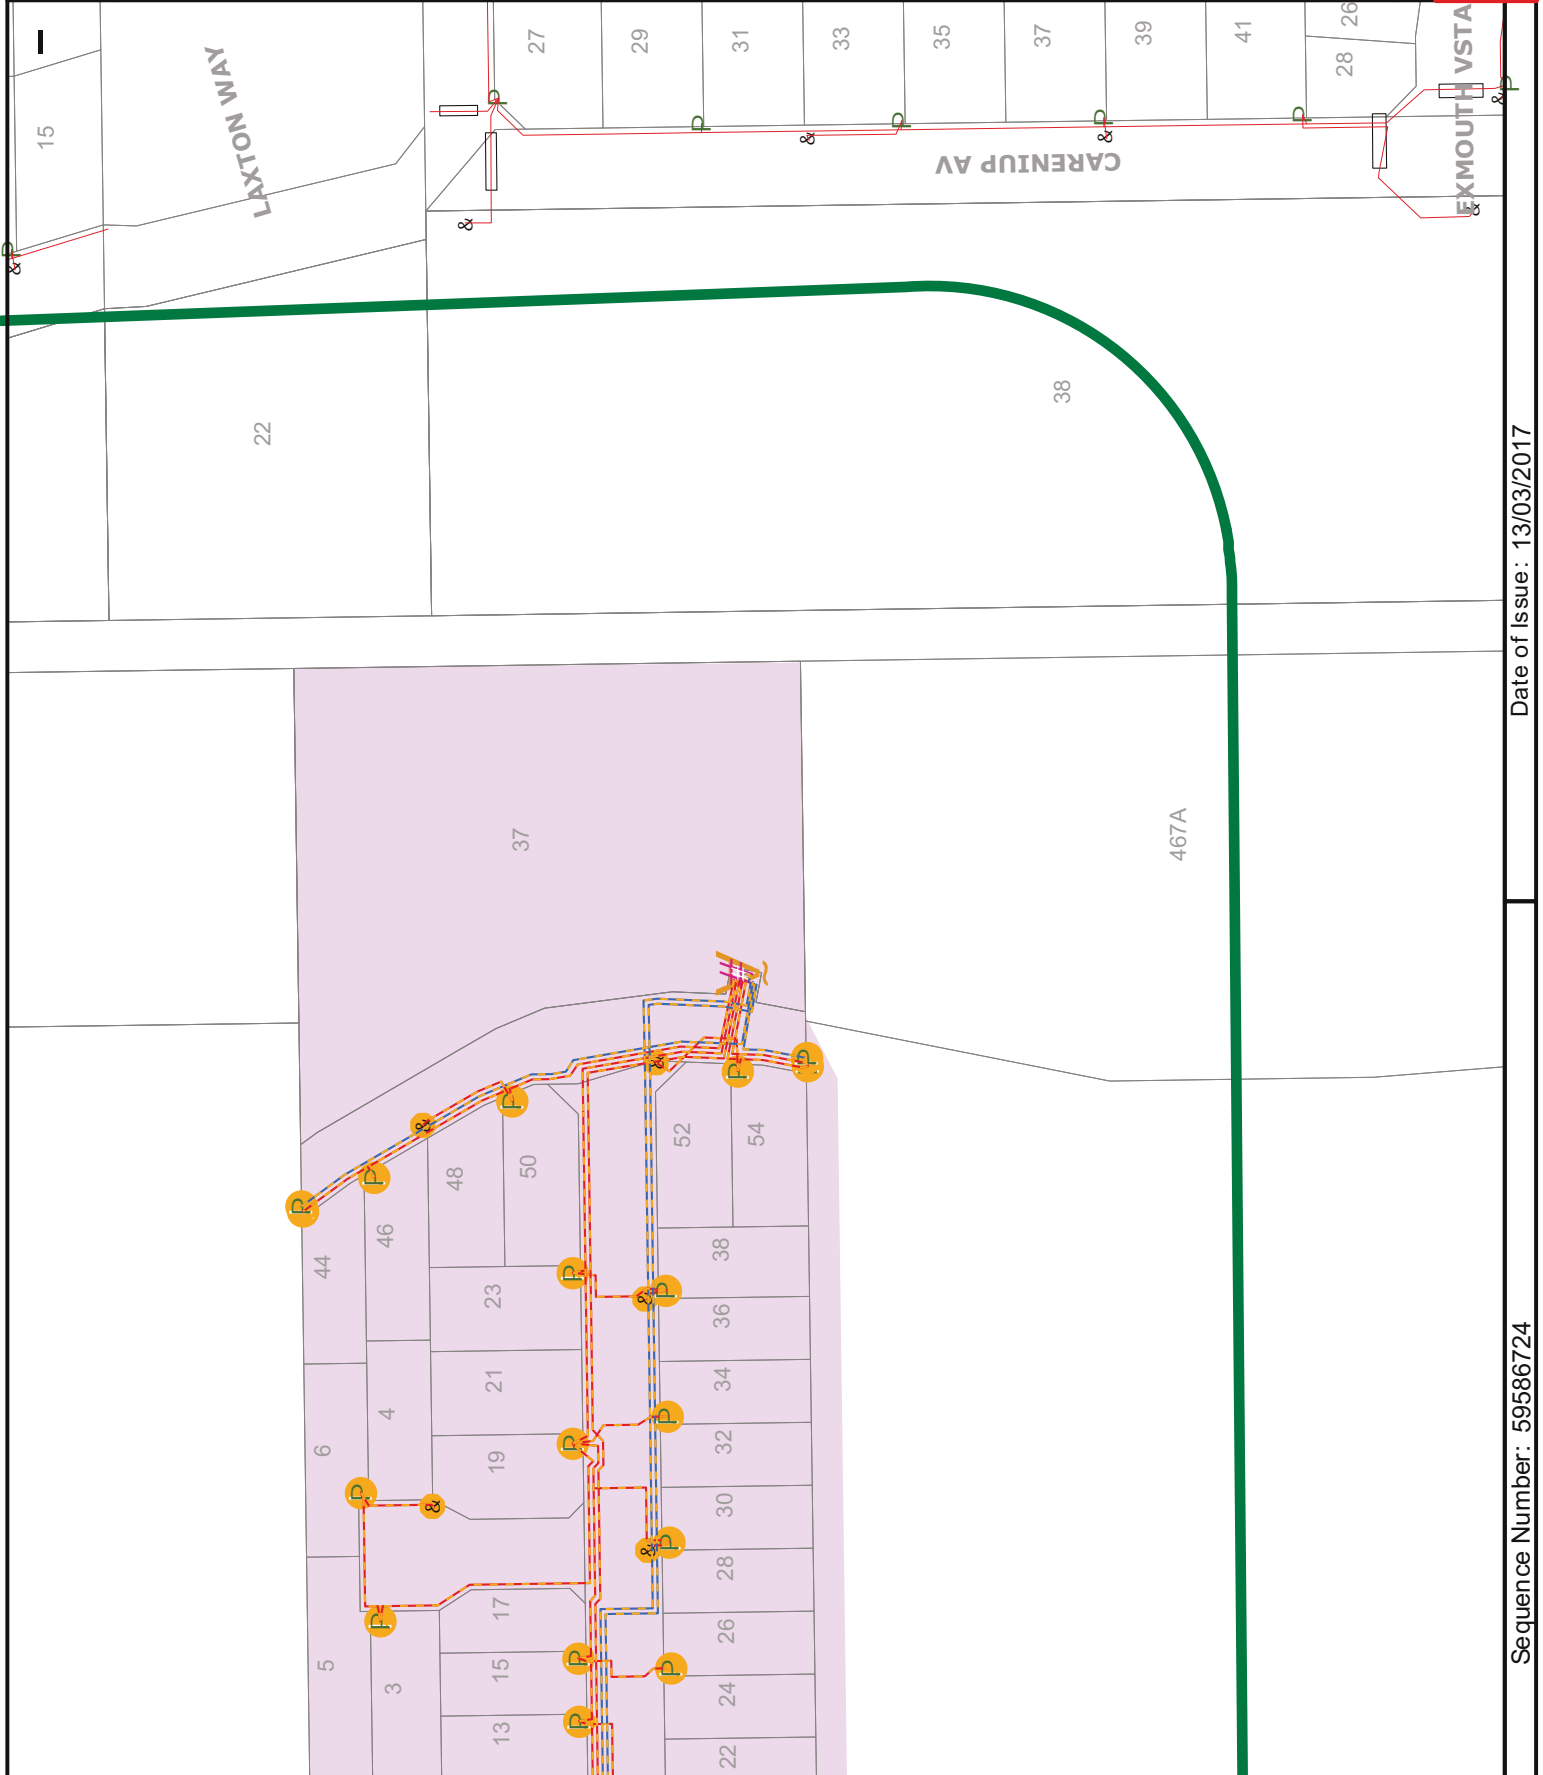 15
LAXTON WAY
27
29
31
33
35
37
39
41
26
28
EXMOUTH VSTA
P
P
P
P
P
P
P
&
&
&
&
&
&
CARENIUP AV
22
38
37
467A
P
P
P
P
P
&
&
52
54
50
48
46
44
38
36
34
32
30
28
26
24
22
23
21
19
17
15
13
6
4
5
3
P
P
P
P
P
P
P
P
P
P
&
&
&
Date of Issue: 13/03/2017
Sequence Number: 59586724